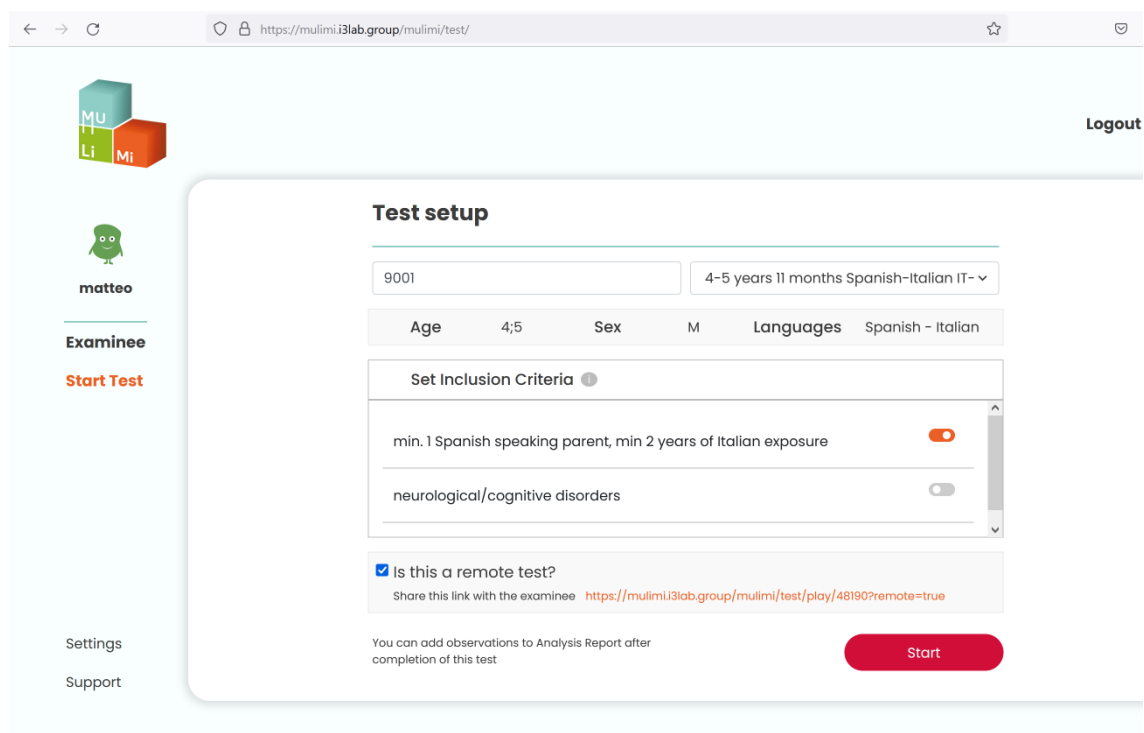 https://mulimi.i3lab.group/mulimi/test/
Mu
Li Mi
Logout
matteo
Examinee
Start Test
Settings
Support
Test setup
9001 4-5 years 11 months Spanish-Italian IT-
Age 4;5 Sex M Languages Spanish - Italian
Set Inclusion Criteria i
min. 1 Spanish speaking parent, min 2 years of Italian exposure
neurological/cognitive disorders
Is this a remote test?
Share this link with the examinee https://mulimi.i3lab.group/mulimi/test/play/48190?remote=true
You can add observations to Analysis Report after
completion of this test
Start